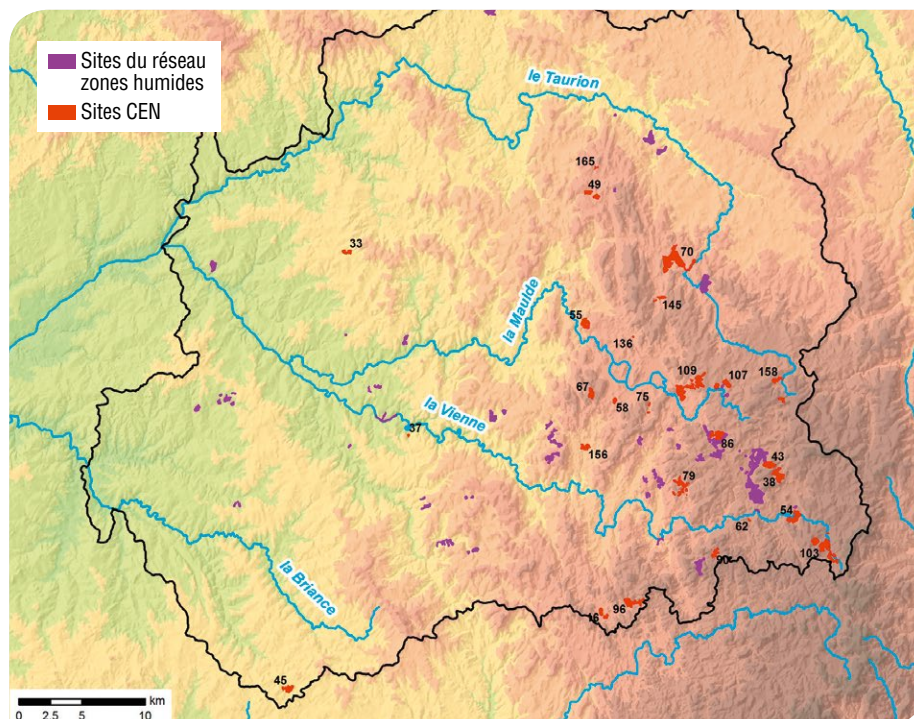 Sites du réseau
zones humides
Sites CEN
le Taurion
165
49
33
70
la Maulde
145
55
136
109
107
158
67
75
58
la Vienne
37
86
156
43
79
38
54
62
103
90
la Briance
96
16
45
km
0 2.5 5 10